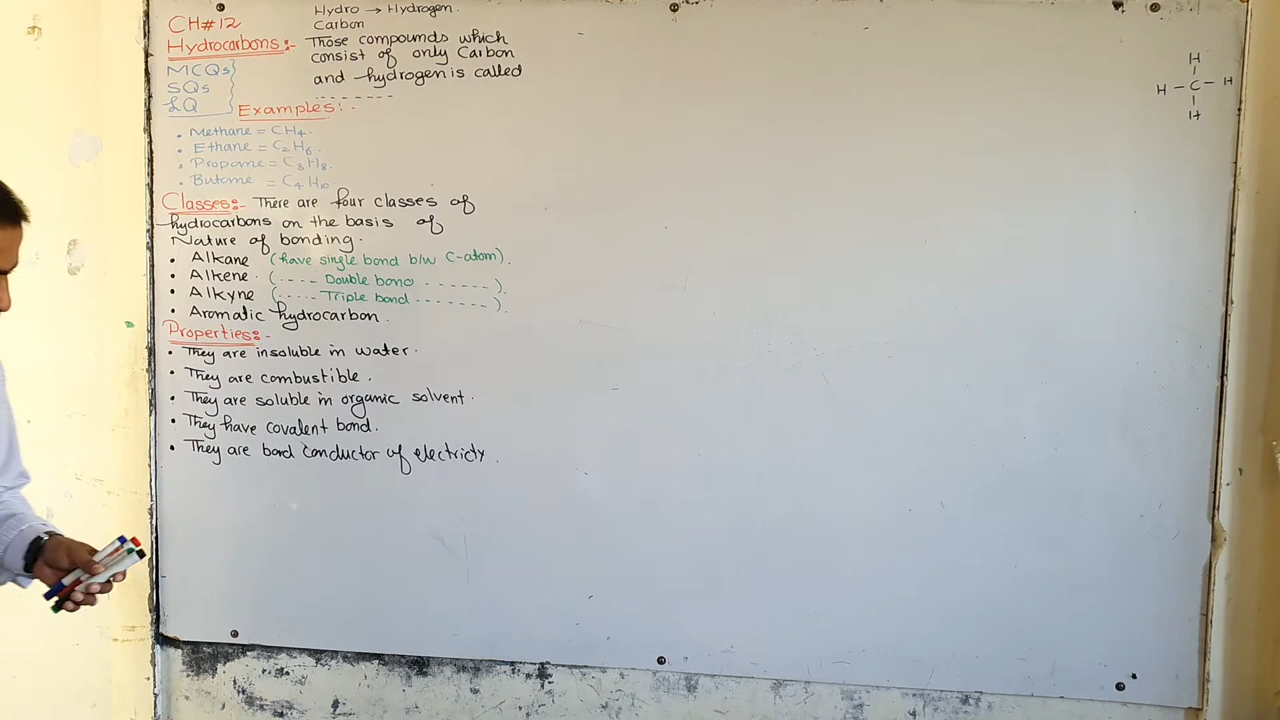 CH#12
Hydro → Hydrogen.
Carbon
Hydrocarbons:- Those compounds which
consist of only Carbon
and hydrogen is called
--------
MCQs
SQs
LQ
Examples:-
• Methane = CH4.
• Ethane = C2H6.
• Propane = C3H8.
• Butane = C4H10
Classes:- There are four classes of
hydrocarbons on the basis of
Nature of bonding.
• Alkane (have single bond b/w C-atom).
• Alkene (---- Double bond ------).
• Alkyne (----- Triple bond -------).
• Aromatic hydrocarbon.
Properties:-
• They are insoluble in water.
• They are combustible.
• They are soluble in organic solvent.
• They have covalent bond.
• They are bad conductor of electricty.
H
H - C - H
H